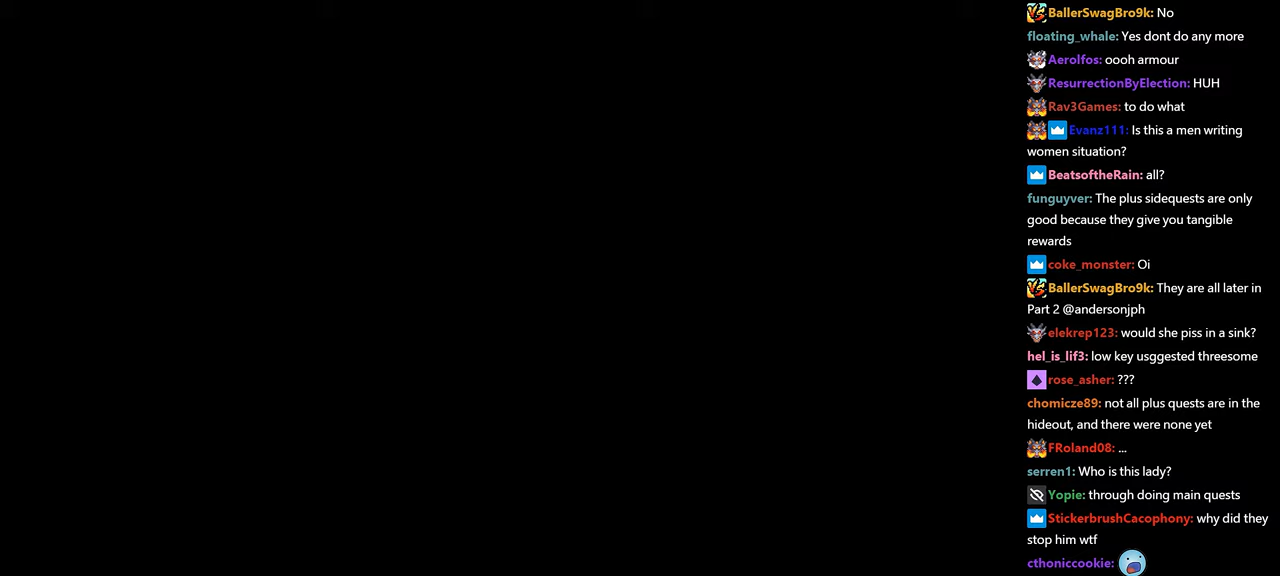 BallerSwagBro9k: No
floating_whale: Yes dont do any more
Aerolfos: oooh armour
ResurrectionByElection: HUH
Rav3Games: to do what
Evanz111: Is this a men writing
women situation?
BeatsoftheRain: all?
funguyver: The plus sidequests are only
good because they give you tangible
rewards
coke_monster: Oi
BallerSwagBro9k: They are all later in
Part 2 @andersonjph
elekrep123: would she piss in a sink?
hel_is_lif3: low key usggested threesome
rose_asher: ???
chomicze89: not all plus quests are in the
hideout, and there were none yet
FRoland08: ...
serren1: Who is this lady?
Yopie: through doing main quests
StickerbrushCacophony: why did they
stop him wtf
cthoniccookie: